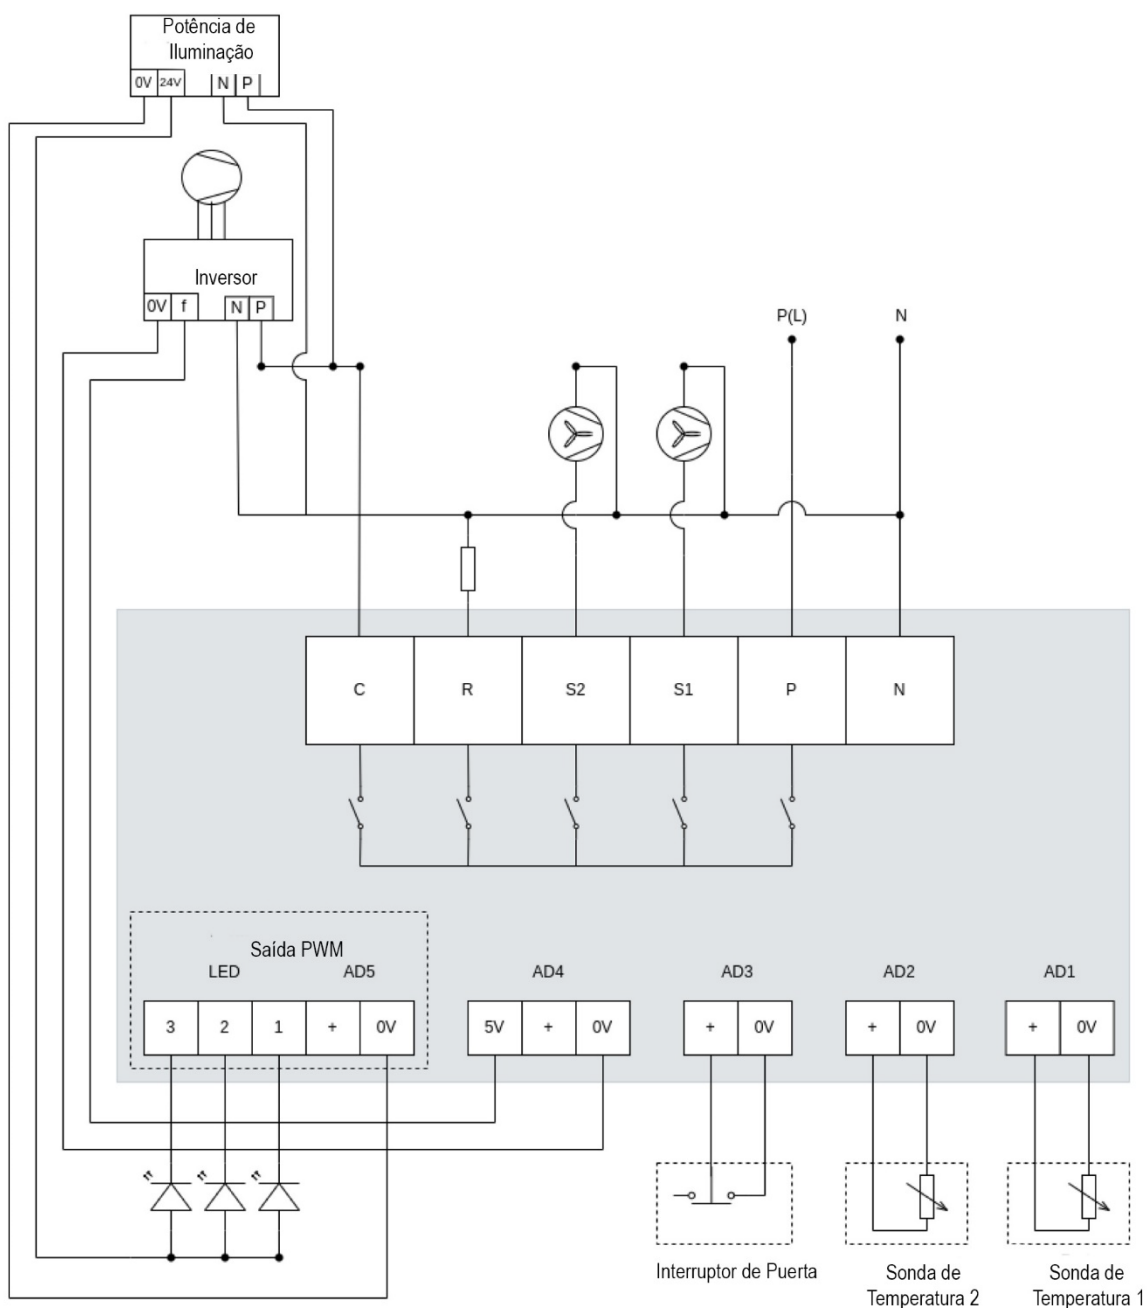 Potência de
Iluminação
0V 24V N P
Inversor
0V f N P
P(L) N
C R S2 S1 P N
Saída PWM
LED AD5 AD4 AD3 AD2 AD1
3 2 1 + 0V 5V + 0V + 0V + 0V + 0V
Interruptor de Puerta
Sonda de
Temperatura 2
Sonda de
Temperatura 1